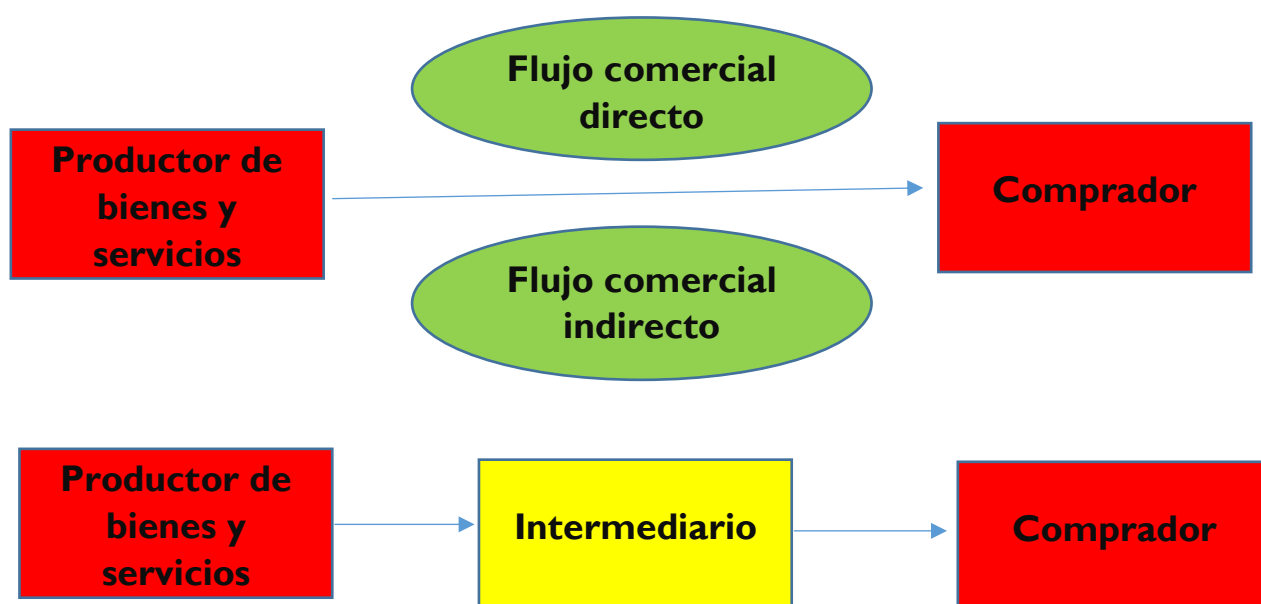 Flujo comercial
directo
Productor de
bienes y
servicios
Comprador
Flujo comercial
indirecto
Productor de
bienes y
servicios
Intermediario
Comprador